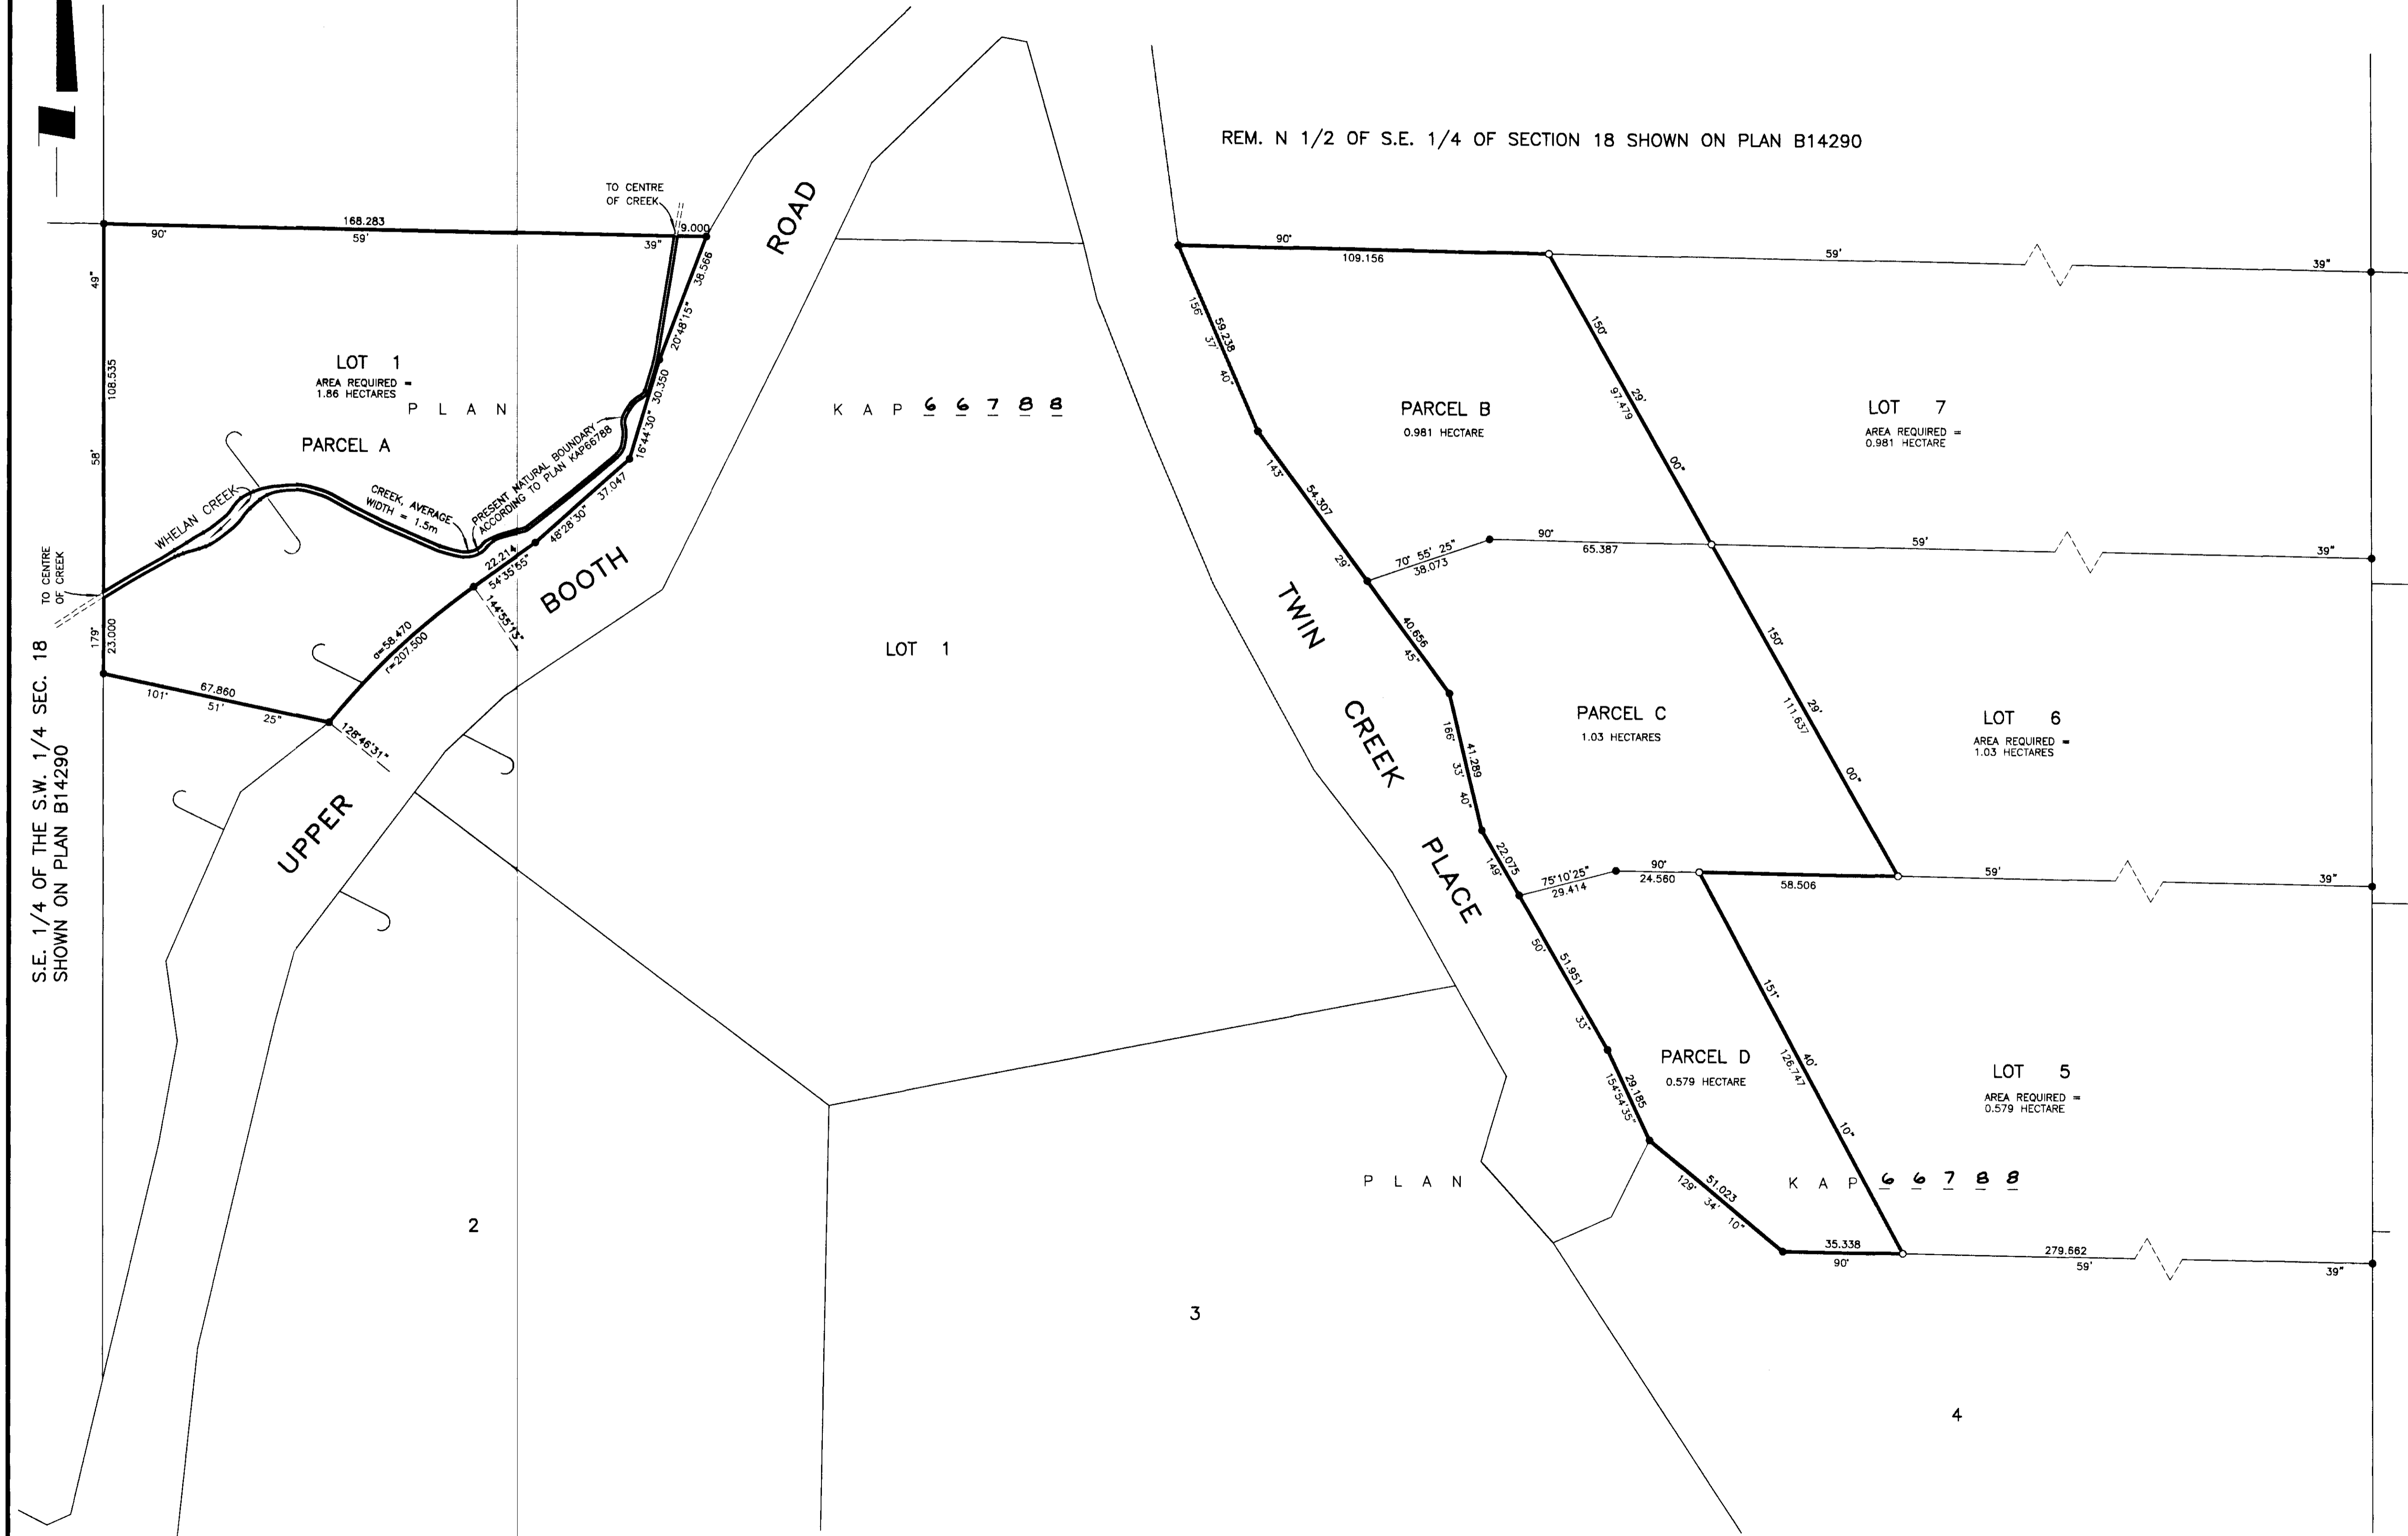 REM. N 1/2 OF S.E. 1/4 OF SECTION 18 SHOWN ON PLAN B14290
TO CENTRE
OF CREEK
168.283
90°
59'
39"
9.000
38.566
20°48'15"
30.350
16°44'30"
37.047
48°28'30"
22.214
54°35'55"
144°55'13"
a=58.470
r=207.500
128°46'31"
67.860
101°
51'
25"
49"
108.535
58'
179°
23.000
LOT 1
AREA REQUIRED =
1.86 HECTARES
PLAN
PARCEL A
WHELAN CREEK
CREEK, AVERAGE
WIDTH = 1.5m
PRESENT NATURAL BOUNDARY
ACCORDING TO PLAN KAP66788
TO CENTRE
OF CREEK
S.E. 1/4 OF THE S.W. 1/4 SEC. 18
SHOWN ON PLAN B14290
UPPER
BOOTH
ROAD
KAP 66788
LOT 1
TWIN
CREEK
PLACE
90°
109.156
59'
39"
156°
59.238
37'
40"
150°
29'
97.479
00"
PARCEL B
0.981 HECTARE
LOT 7
AREA REQUIRED =
0.981 HECTARE
143°
54.307
29'
70° 55' 25"
38.073
90°
65.387
59'
39"
40.656
45"
166°
41.289
33'
40"
150°
29'
111.637
00"
PARCEL C
1.03 HECTARES
LOT 6
AREA REQUIRED =
1.03 HECTARES
22.075
149°
75°10'25"
29.414
90°
24.560
58.506
59'
39"
50'
51.951
33"
151°
40'
126.747
10"
PARCEL D
0.579 HECTARE
LOT 5
AREA REQUIRED =
0.579 HECTARE
29.185
154°54'35"
PLAN
KAP 66788
51.023
129°
34'
10"
35.338
90°
279.662
59'
39"
2
3
4